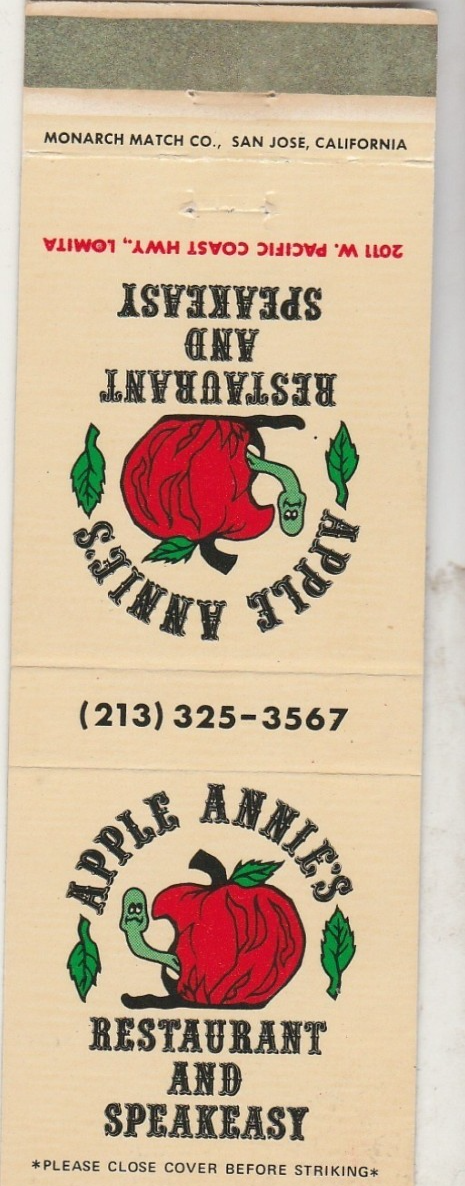 MONARCH MATCH CO., SAN JOSE, CALIFORNIA
2011 W. PACIFIC COAST HWY., LOMITA
APPLE ANNIE'S
RESTAURANT
AND
SPEAKEASY
(213) 325-3567
APPLE ANNIE'S
RESTAURANT
AND
SPEAKEASY
*PLEASE CLOSE COVER BEFORE STRIKING*